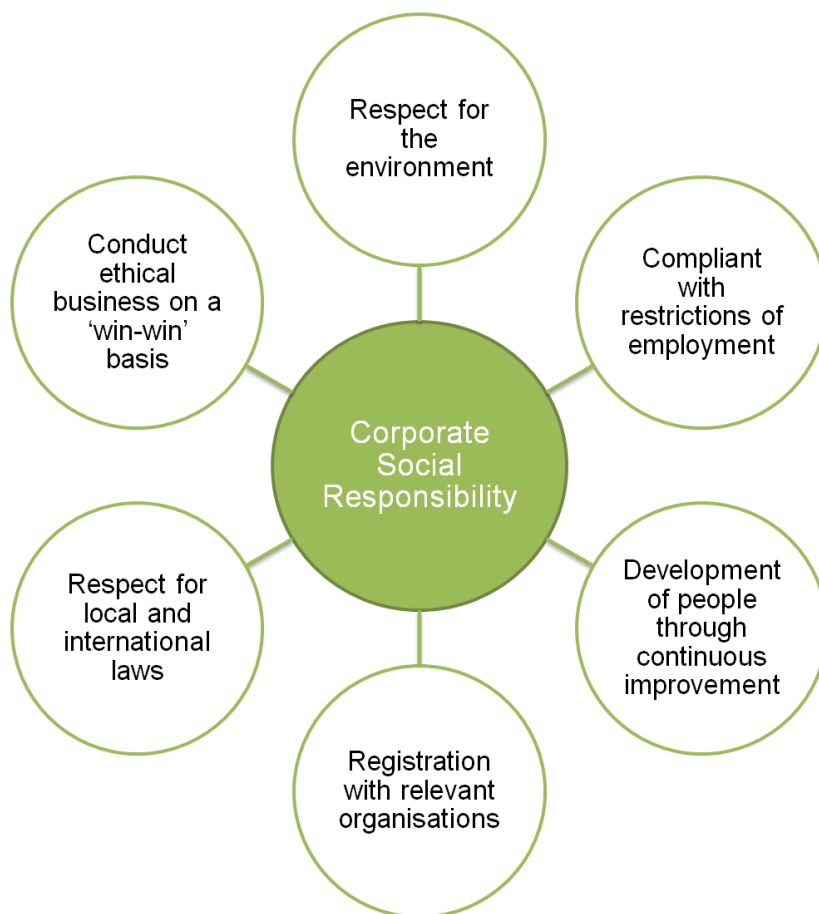 Respect for
the
environment
Conduct
ethical
business on a
‘win-win’
basis
Compliant
with
restrictions of
employment
Corporate
Social
Responsibility
Respect for
local and
international
laws
Development
of people
through
continuous
improvement
Registration
with relevant
organisations